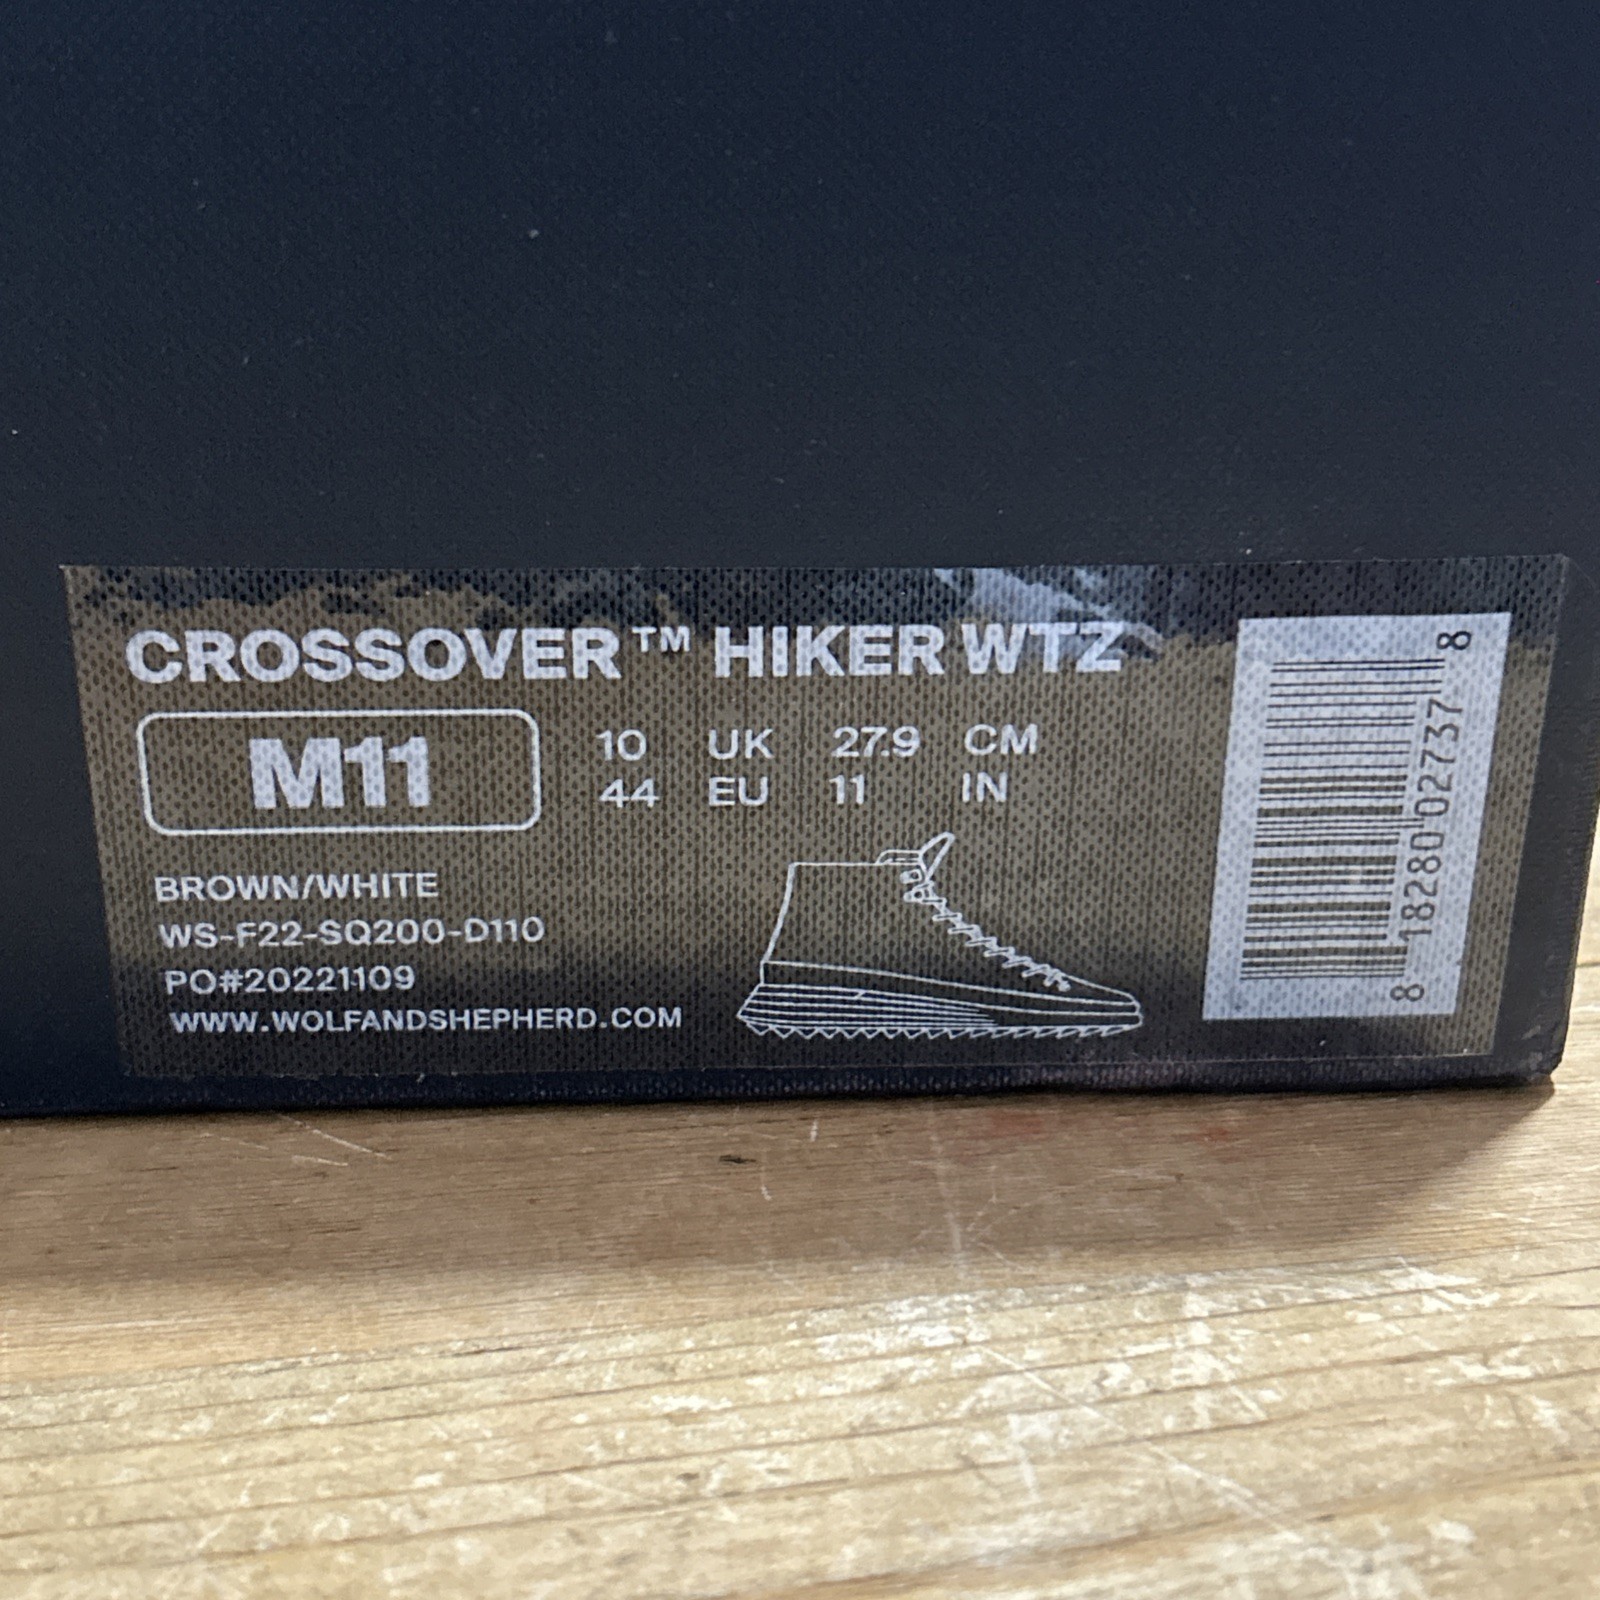 CROSSOVER™ HIKER WTZ
M11
10 UK 27.9 CM
44 EU 11 IN
BROWN/WHITE
WS-F22-SQ200-D110
PO#20221109
WWW.WOLFANDSHEPHERD.COM
8 18280 02737 8